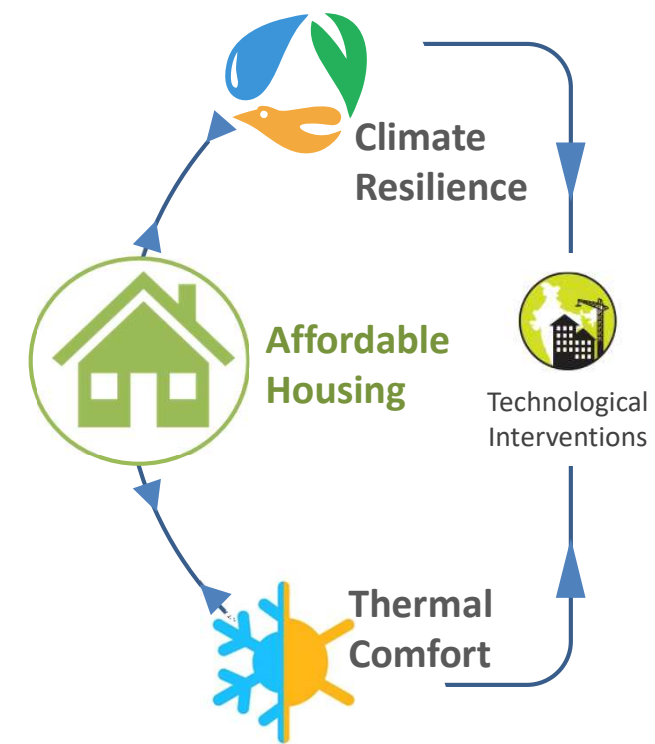 Climate
Resilience
Affordable
Housing
Technological
Interventions
Thermal
Comfort